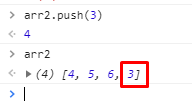 > arr2.push(3)
< 4
> arr2
< ▶ (4) [4, 5, 6, 3]
>